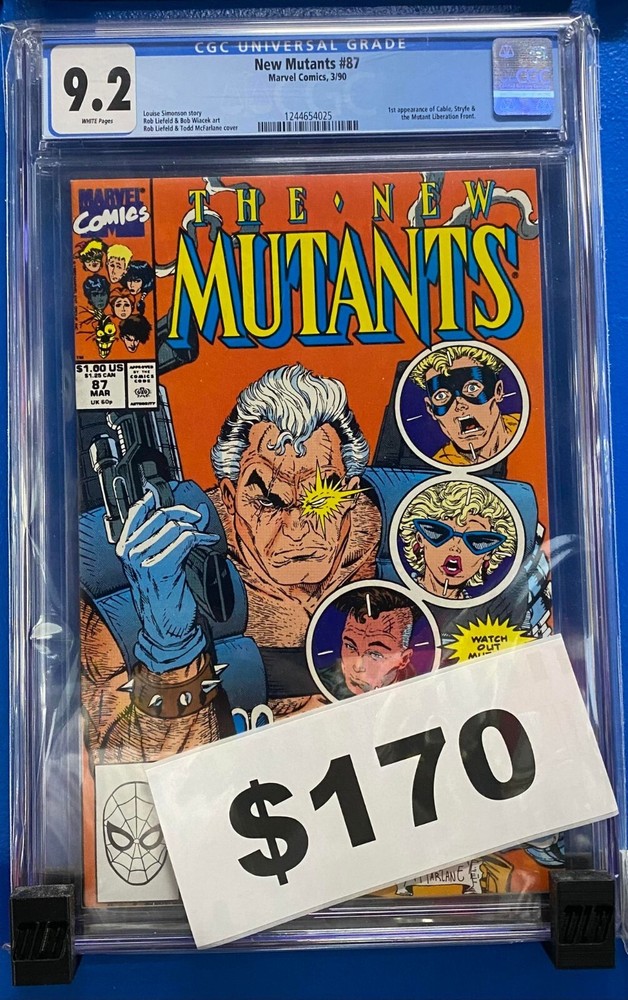 CGC UNIVERSAL GRADE
9.2
WHITE Pages
New Mutants #87
Marvel Comics, 3/90
Louise Simonson story
Rob Liefeld & Bob Wiacek art
Rob Liefeld & Todd McFarlane cover
1244654025
1st appearance of Cable, Stryfe &
the Mutant Liberation Front.
CGC
MARVEL
COMICS
THE • NEW
MUTANTS
$1.00 US
$1.25 CAN
87
MAR
UK 60p
APPROVED
BY THE
COMICS
CODE
AUTHORITY
WATCH
OUT
$170